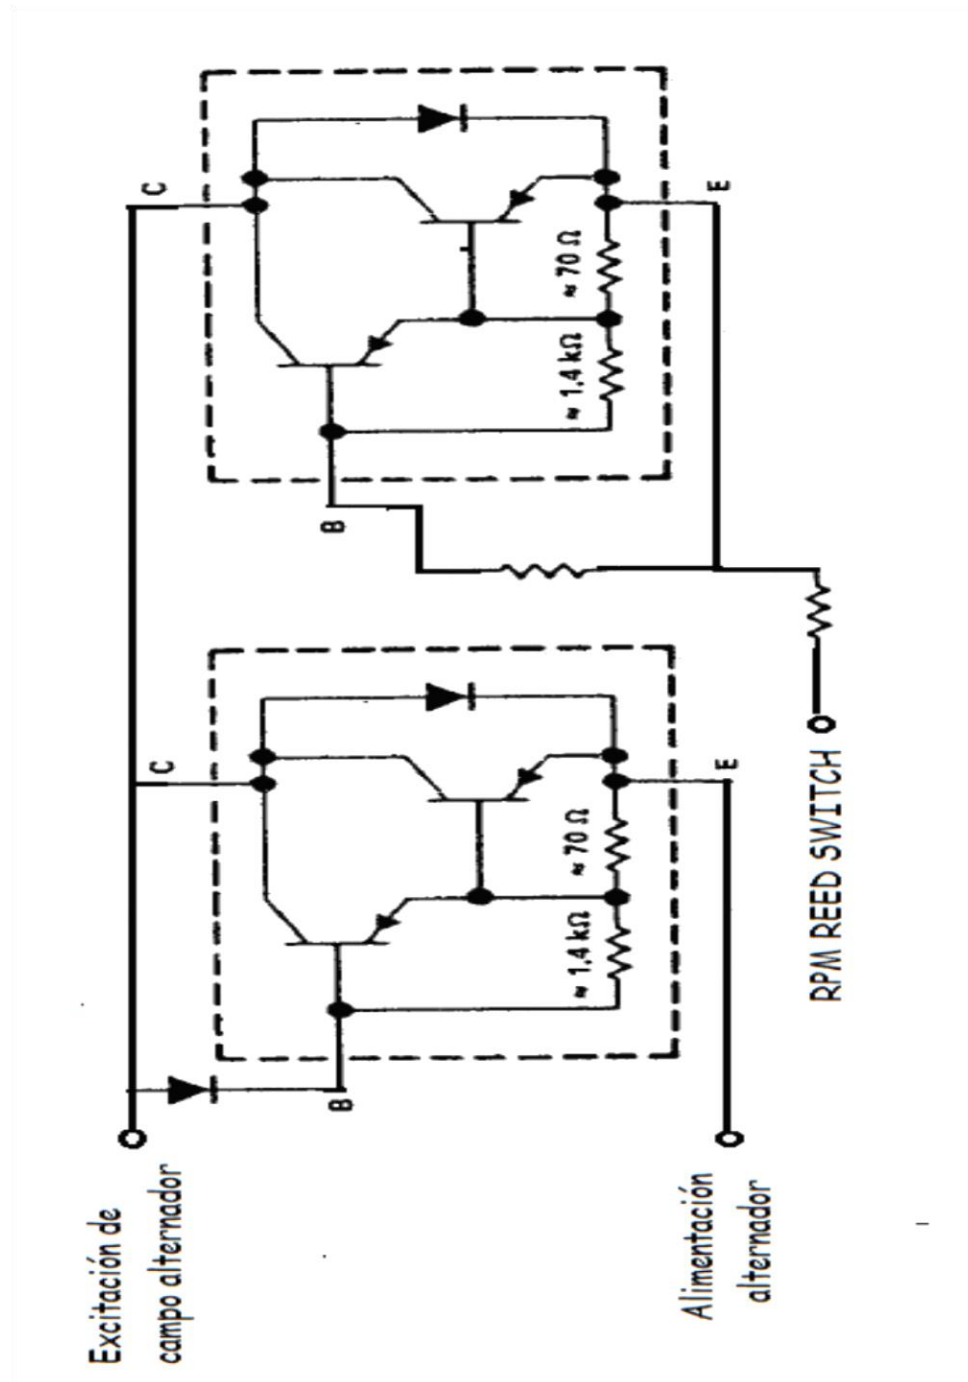 C
C
E
E
B
B
≈ 70 Ω
≈ 1,4 kΩ
≈ 70 Ω
≈ 1,4 kΩ
Excitación de
campo alternador
Alimentación
alternador
RPM REED SWITCH